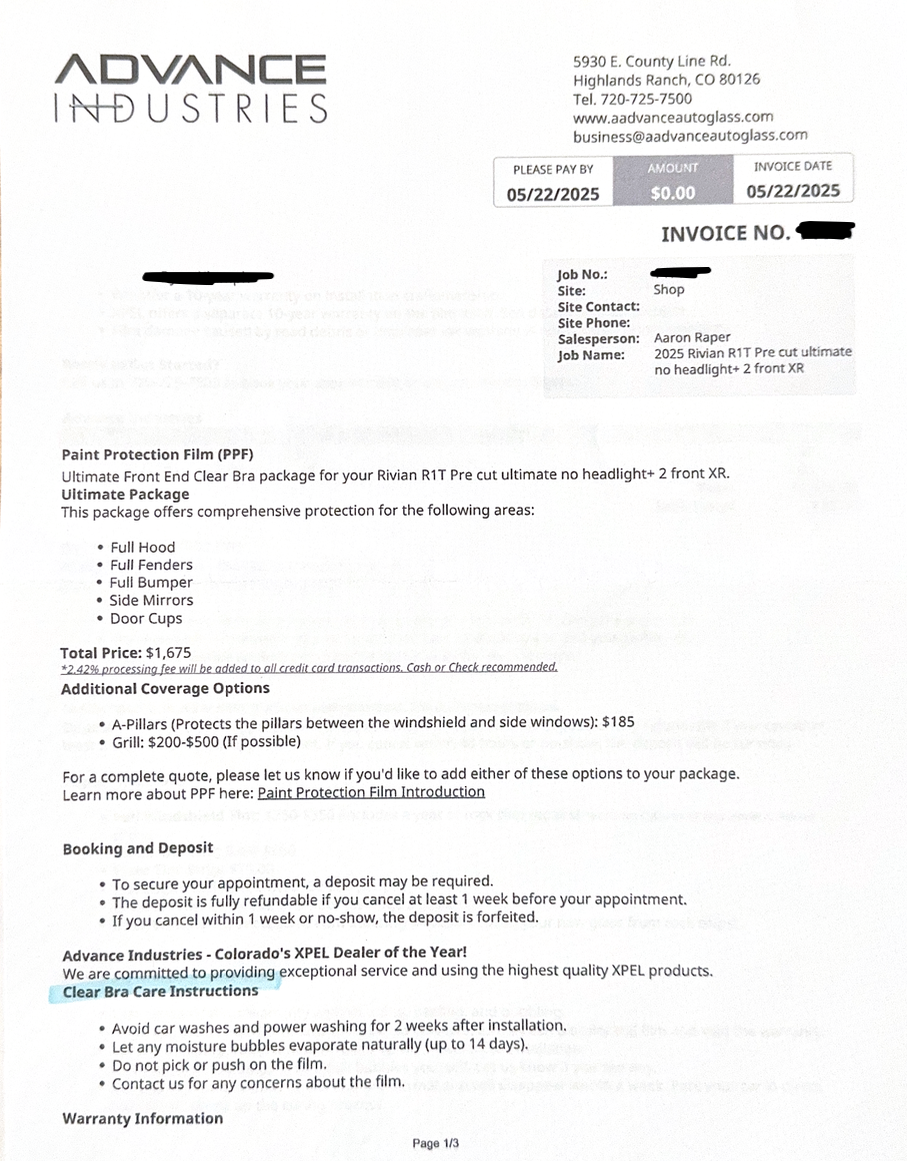 ADVANCE
INDUSTRIES
5930 E. County Line Rd.
Highlands Ranch, CO 80126
Tel. 720-725-7500
www.aadvanceautoglass.com
business@aadvanceautoglass.com
PLEASE PAY BY
05/22/2025
AMOUNT
$0.00
INVOICE DATE
05/22/2025
INVOICE NO.
Job No.:
Site: Shop
Site Contact:
Site Phone:
Salesperson: Aaron Raper
Job Name: 2025 Rivian R1T Pre cut ultimate
no headlight+ 2 front XR
Paint Protection Film (PPF)
Ultimate Front End Clear Bra package for your Rivian R1T Pre cut ultimate no headlight+ 2 front XR.
Ultimate Package
This package offers comprehensive protection for the following areas:
• Full Hood
• Full Fenders
• Full Bumper
• Side Mirrors
• Door Cups
Total Price: $1,675
*2.42% processing fee will be added to all credit card transactions. Cash or Check recommended.
Additional Coverage Options
• A-Pillars (Protects the pillars between the windshield and side windows): $185
• Grill: $200-$500 (If possible)
For a complete quote, please let us know if you'd like to add either of these options to your package.
Learn more about PPF here: Paint Protection Film Introduction
Booking and Deposit
• To secure your appointment, a deposit may be required.
• The deposit is fully refundable if you cancel at least 1 week before your appointment.
• If you cancel within 1 week or no-show, the deposit is forfeited.
Advance Industries - Colorado's XPEL Dealer of the Year!
We are committed to providing exceptional service and using the highest quality XPEL products.
Clear Bra Care Instructions
• Avoid car washes and power washing for 2 weeks after installation.
• Let any moisture bubbles evaporate naturally (up to 14 days).
• Do not pick or push on the film.
• Contact us for any concerns about the film.
Warranty Information
Page 1/3